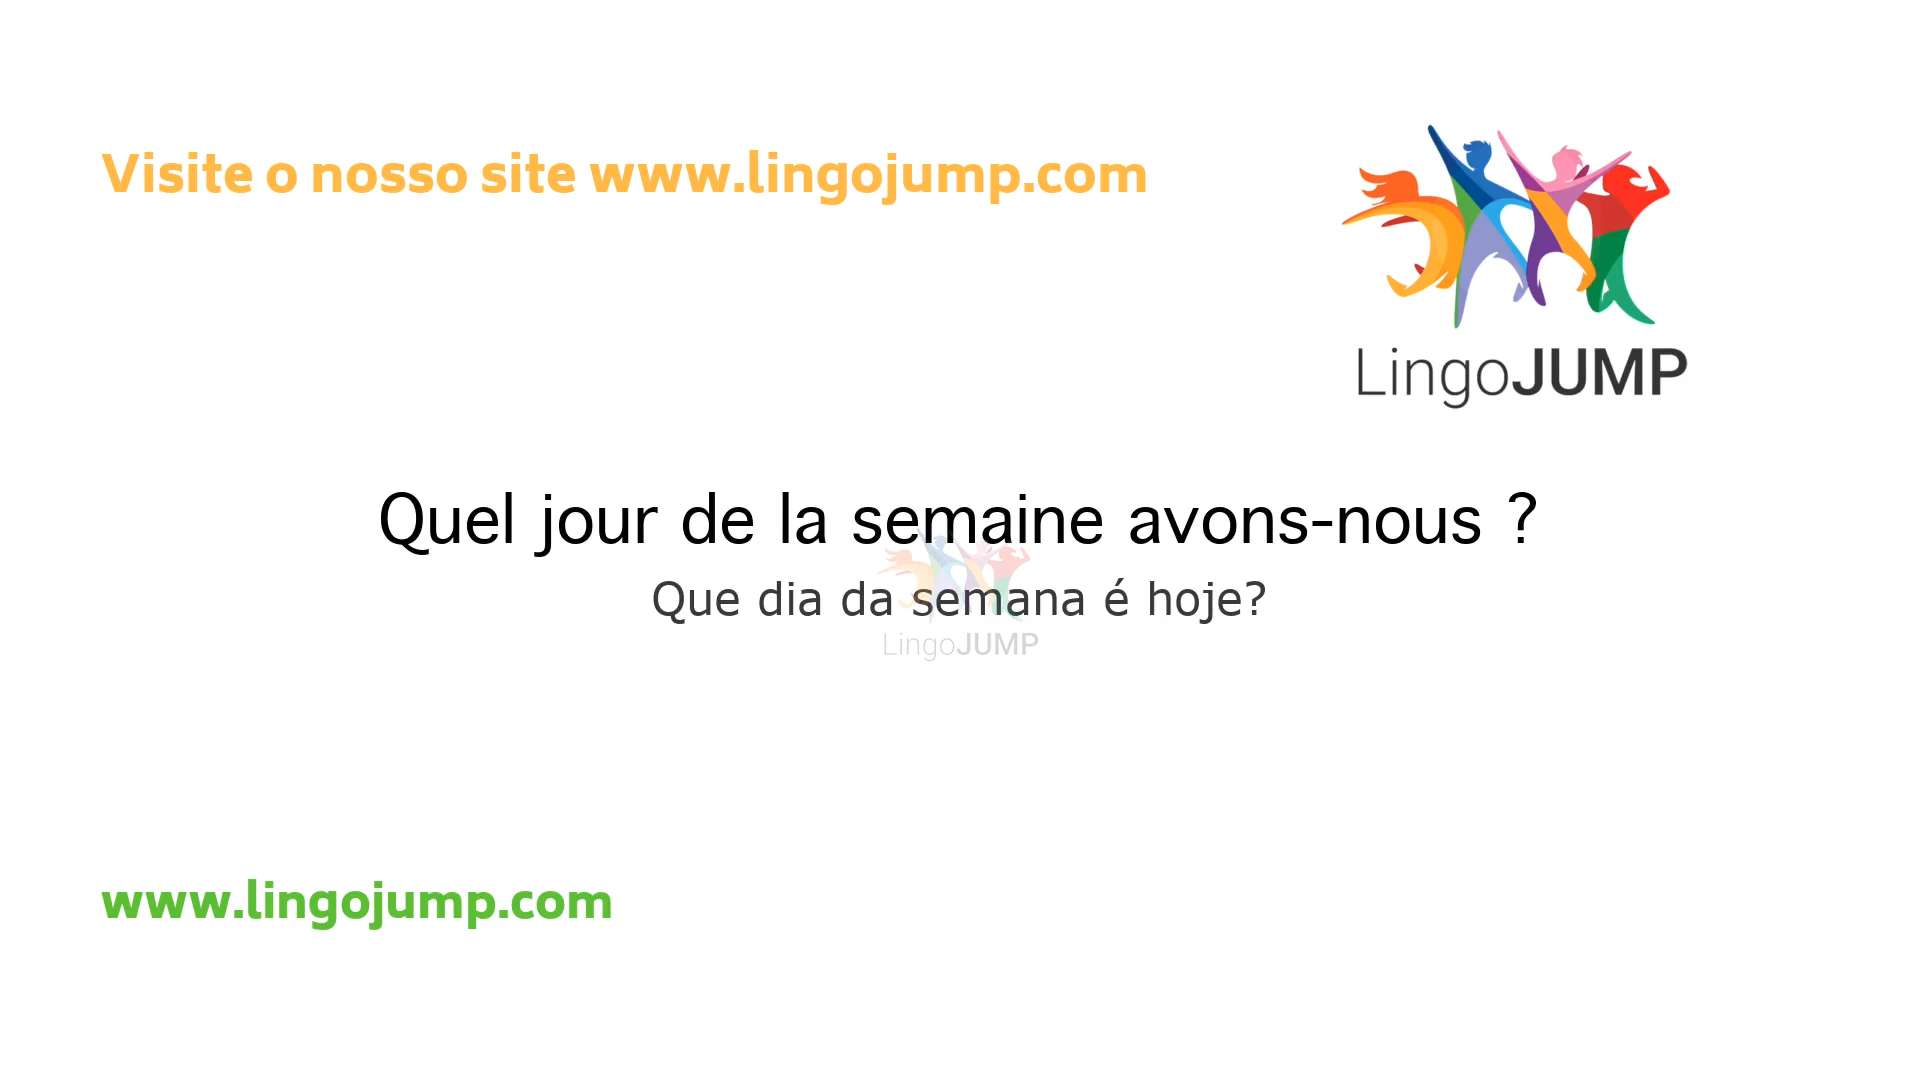 Visite o nosso site www.lingojump.com
LingoJUMP
Quel jour de la semaine avons-nous ?
Que dia da semana é hoje?
LingoJUMP
www.lingojump.com